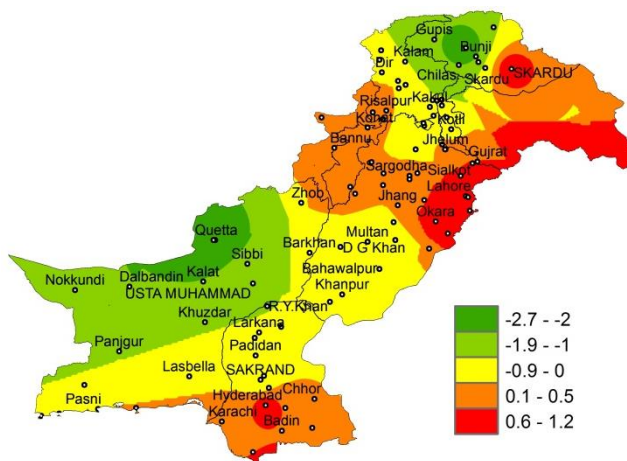 Gupis
Bunji
Kalam
Dir
Chilas
Skardu
SKARDU
Kakul
Risalpur
Kohat
Kotli
Bannu
Jhelum
Gujrat
Sargodha
Sialkot
Zhob
Jhang
Lahore
Okara
Quetta
Multan
Barkhan
D G Khan
Sibbi
Bahawalpur
Dalbandin
Kalat
Nokkundi
USTA MUHAMMAD
Khanpur
R.Y.Khan
Khuzdar
Larkana
Panjgur
Padidan
Lasbella
SAKRAND
Pasni
Hyderabad
Chhor
Karachi
Badin
-2.7 - -2
-1.9 - -1
-0.9 - 0
0.1 - 0.5
0.6 - 1.2